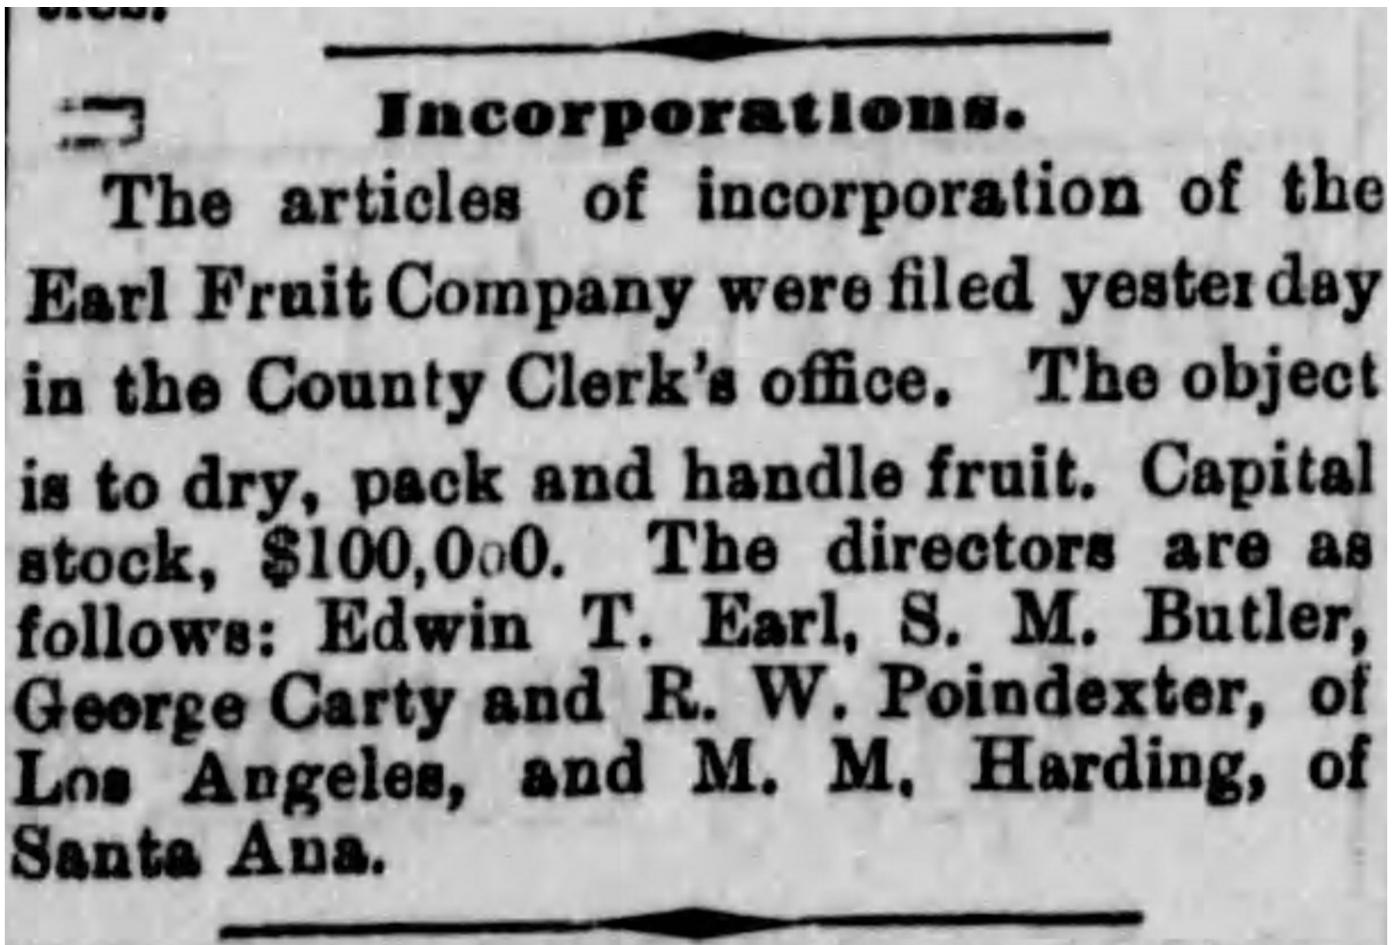 Incorporations.
The articles of incorporation of the
Earl Fruit Company were filed yesterday
in the County Clerk's office. The object
is to dry, pack and handle fruit. Capital
stock, $100,000. The directors are as
follows: Edwin T. Earl, S. M. Butler,
George Carty and R. W. Poindexter, of
Los Angeles, and M. M. Harding, of
Santa Ana.